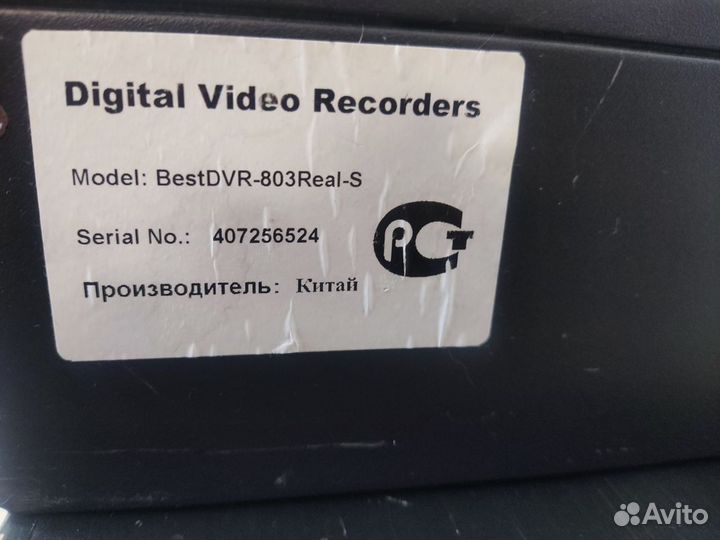 Digital Video Recorders
Model: BestDVR-803Real-S
Serial No.: 407256524
Производитель: Китай
РСТ
Avito